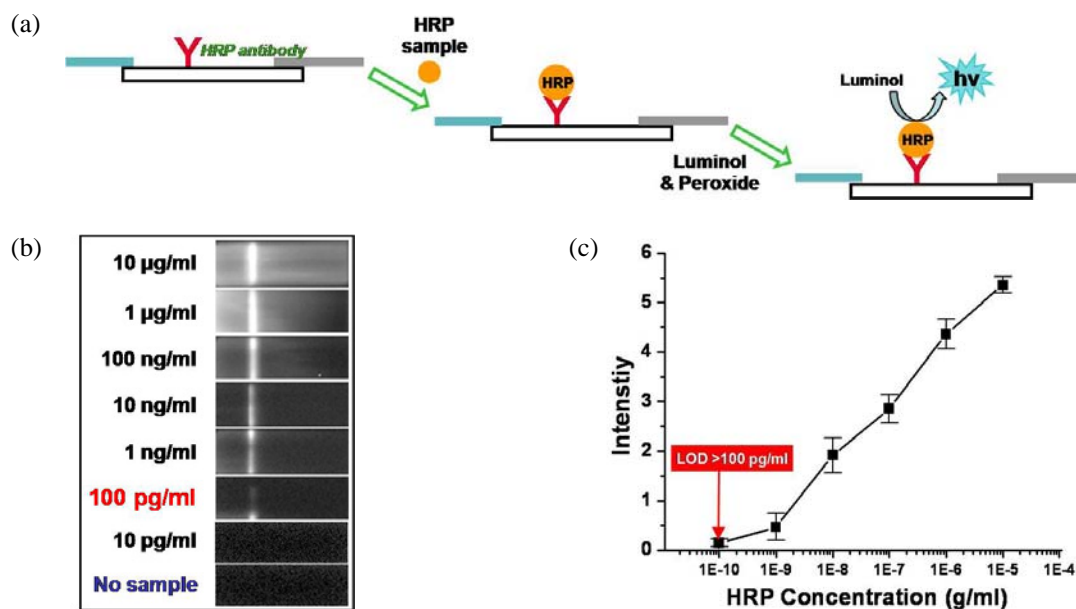 (a)
HRP antibody
HRP
sample
HRP
Luminol
& Peroxide
Luminol
hv
HRP
(b)
10 µg/ml
1 µg/ml
100 ng/ml
10 ng/ml
1 ng/ml
100 pg/ml
10 pg/ml
No sample
(c)
Intenstiy
6
5
4
3
2
1
0
LOD >100 pg/ml
1E-10 1E-9 1E-8 1E-7 1E-6 1E-5 1E-4
HRP Concentration (g/ml)